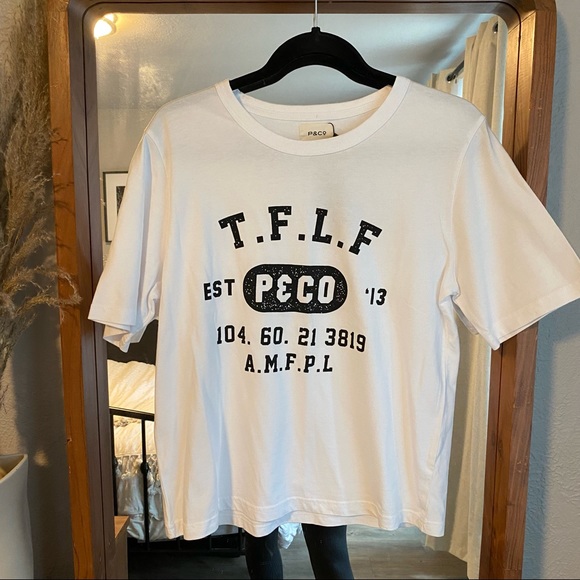 P&CO
T.F.L.F
EST P&CO '13
104. 60. 21 3819
A.M.F.P.L